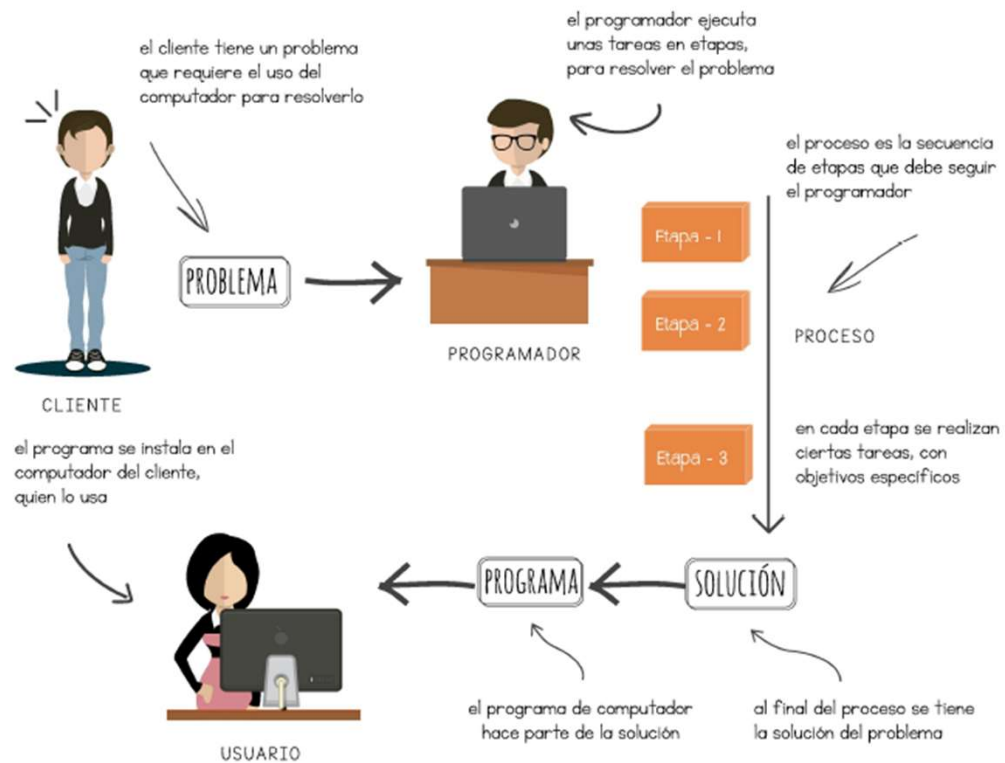 el cliente tiene un problema
que requiere el uso del
computador para resolverlo
PROBLEMA
CLIENTE
el programador ejecuta
unas tareas en etapas,
para resolver el problema
PROGRAMADOR
el proceso es la secuencia
de etapas que debe seguir
el programador
Etapa - 1
Etapa - 2
Etapa - 3
PROCESO
en cada etapa se realizan
ciertas tareas, con
objetivos específicos
SOLUCIÓN
al final del proceso se tiene
la solución del problema
PROGRAMA
el programa de computador
hace parte de la solución
el programa se instala en el
computador del cliente,
quien lo usa
USUARIO